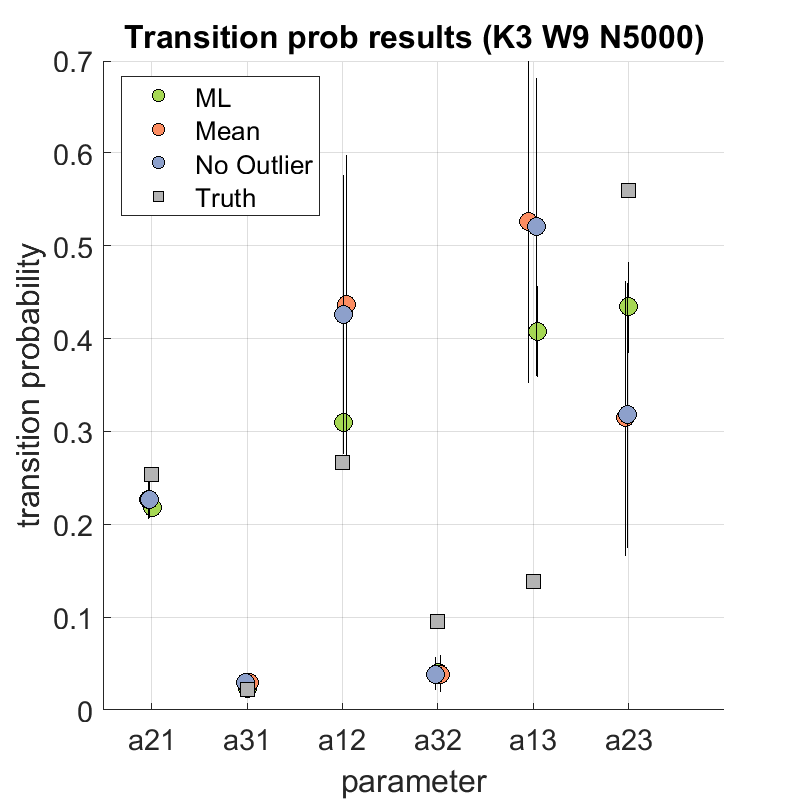 Transition prob results (K3 W9 N5000)
ML
Mean
No Outlier
Truth
0.7
0.6
0.5
0.4
0.3
0.2
0.1
0
transition probability
a21 a31 a12 a32 a13 a23
parameter